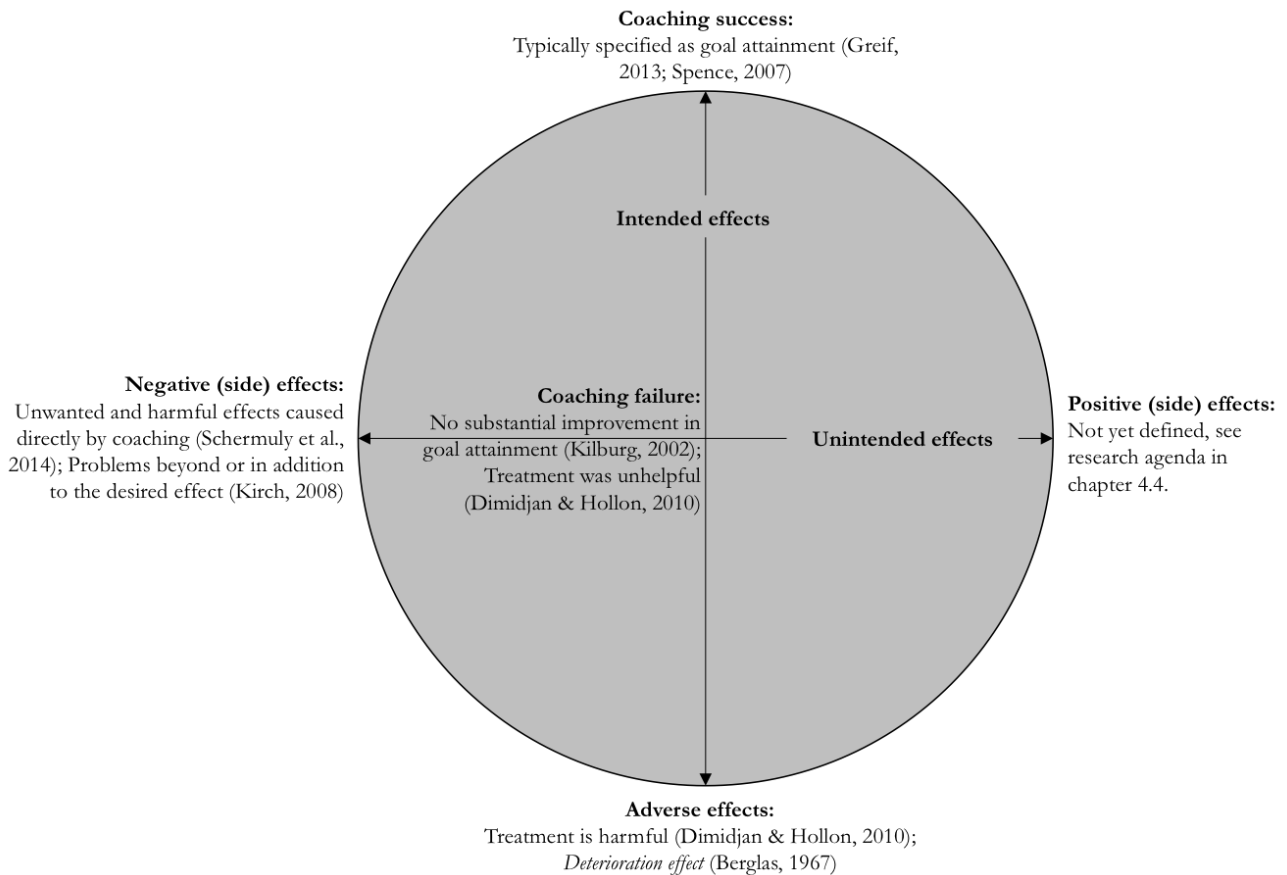 Coaching success:
Typically specified as goal attainment (Greif,
2013; Spence, 2007)
Intended effects
Negative (side) effects:
Unwanted and harmful effects caused
directly by coaching (Schermuly et al.,
2014); Problems beyond or in addition
to the desired effect (Kirch, 2008)
Coaching failure:
No substantial improvement in
goal attainment (Kilburg, 2002);
Treatment was unhelpful
(Dimidjan & Hollon, 2010)
Unintended effects
Positive (side) effects:
Not yet defined, see
research agenda in
chapter 4.4.
Adverse effects:
Treatment is harmful (Dimidjan & Hollon, 2010);
Deterioration effect (Berglas, 1967)